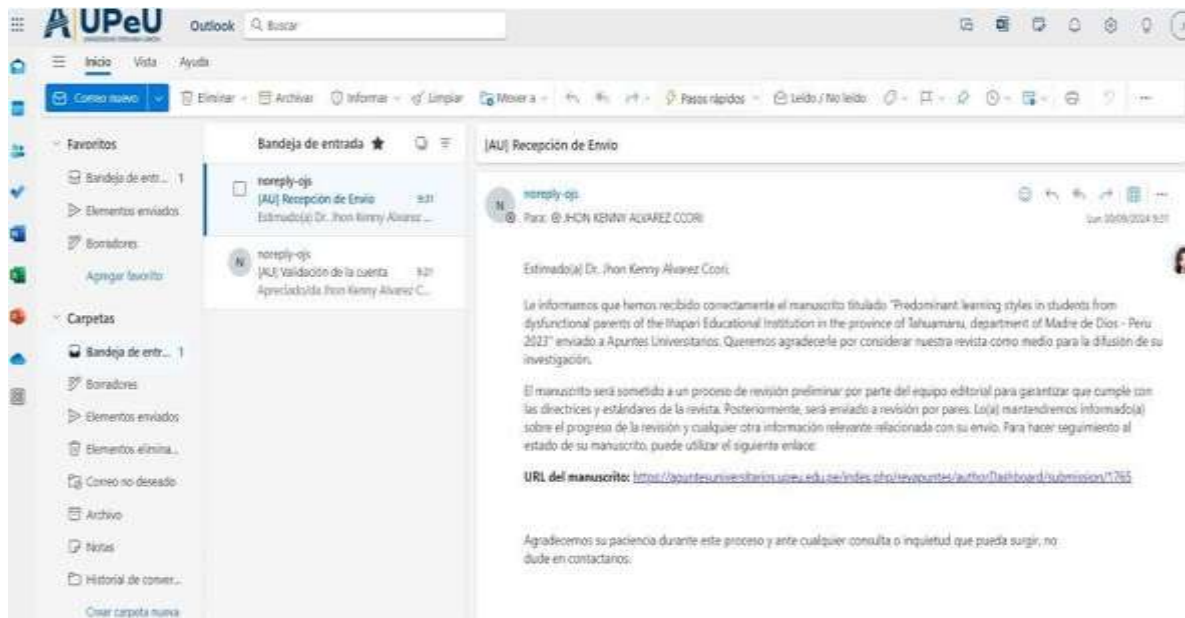 UPeU
Outlook
Buscar
Inicio Vista Ayuda
Correo nuevo
Eliminar
Archivar
Informar
Limpiar
Mover a
Pasos rápidos
Leído / No leído
Favoritos
Bandeja de entr... 1
Elementos enviados
Borradores
Agregar favorito
Carpetas
Bandeja de entr... 1
Borradores
Elementos enviados
Elementos elimina...
Correo no deseado
Archivo
Notas
Historial de conver...
Crear carpeta nueva
Bandeja de entrada
noreply-ojs
[AU] Recepción de Envío 9:31
Estimado(a) Dr. Jhon Kenny Alvarez ...
N
noreply-ojs
[AU] Validación de la cuenta
Apreciado/da Jhon Kenny Alvarez C...
[AU] Recepción de Envío
N
noreply-ojs
Para: JHON KENNY ALVAREZ CCORI
Estimado(a) Dr. Jhon Kenny Alvarez Ccori,
Le informamos que hemos recibido correctamente el manuscrito titulado "Predominant learning styles in students from
dysfunctional parents of the Iñapari Educational Institution in the province of Tahuamanu, department of Madre de Dios - Peru
2023" enviado a Apuntes Universitarios. Queremos agradecerle por considerar nuestra revista como medio para la difusión de su
investigación.
El manuscrito será sometido a un proceso de revisión preliminar por parte del equipo editorial para garantizar que cumple con
las directrices y estándares de la revista. Posteriormente, será enviado a revisión por pares. Lo(a) mantendremos informado(a)
sobre el progreso de la revisión y cualquier otra información relevante relacionada con su envío. Para hacer seguimiento al
estado de su manuscrito, puede utilizar el siguiente enlace:
URL del manuscrito: https://apuntesuniversitarios.upeu.edu.pe/index.php/revapuntes/authorDashboard/submission/1765
Agradecemos su paciencia durante este proceso y ante cualquier consulta o inquietud que pueda surgir, no
dude en contactarnos.